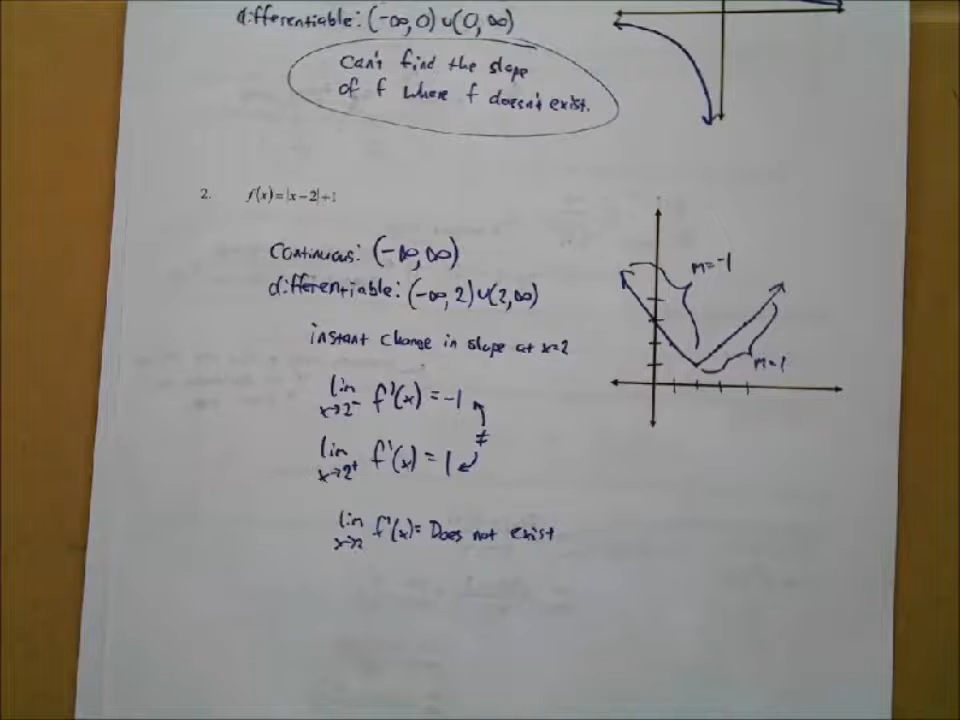 differentiable: (-∞,0)∪(0,∞)
Can't find the slope
of f where f doesn't exist.
2. f(x)=|x-2|+1
Continuous: (-∞,∞)
differentiable: (-∞,2)∪(2,∞)
instant change in slope at x=2
lim x→2⁻ f'(x) = -1
≠
lim x→2⁺ f'(x) = 1
lim x→2 f'(x) = Does not exist
m=-1
m=1